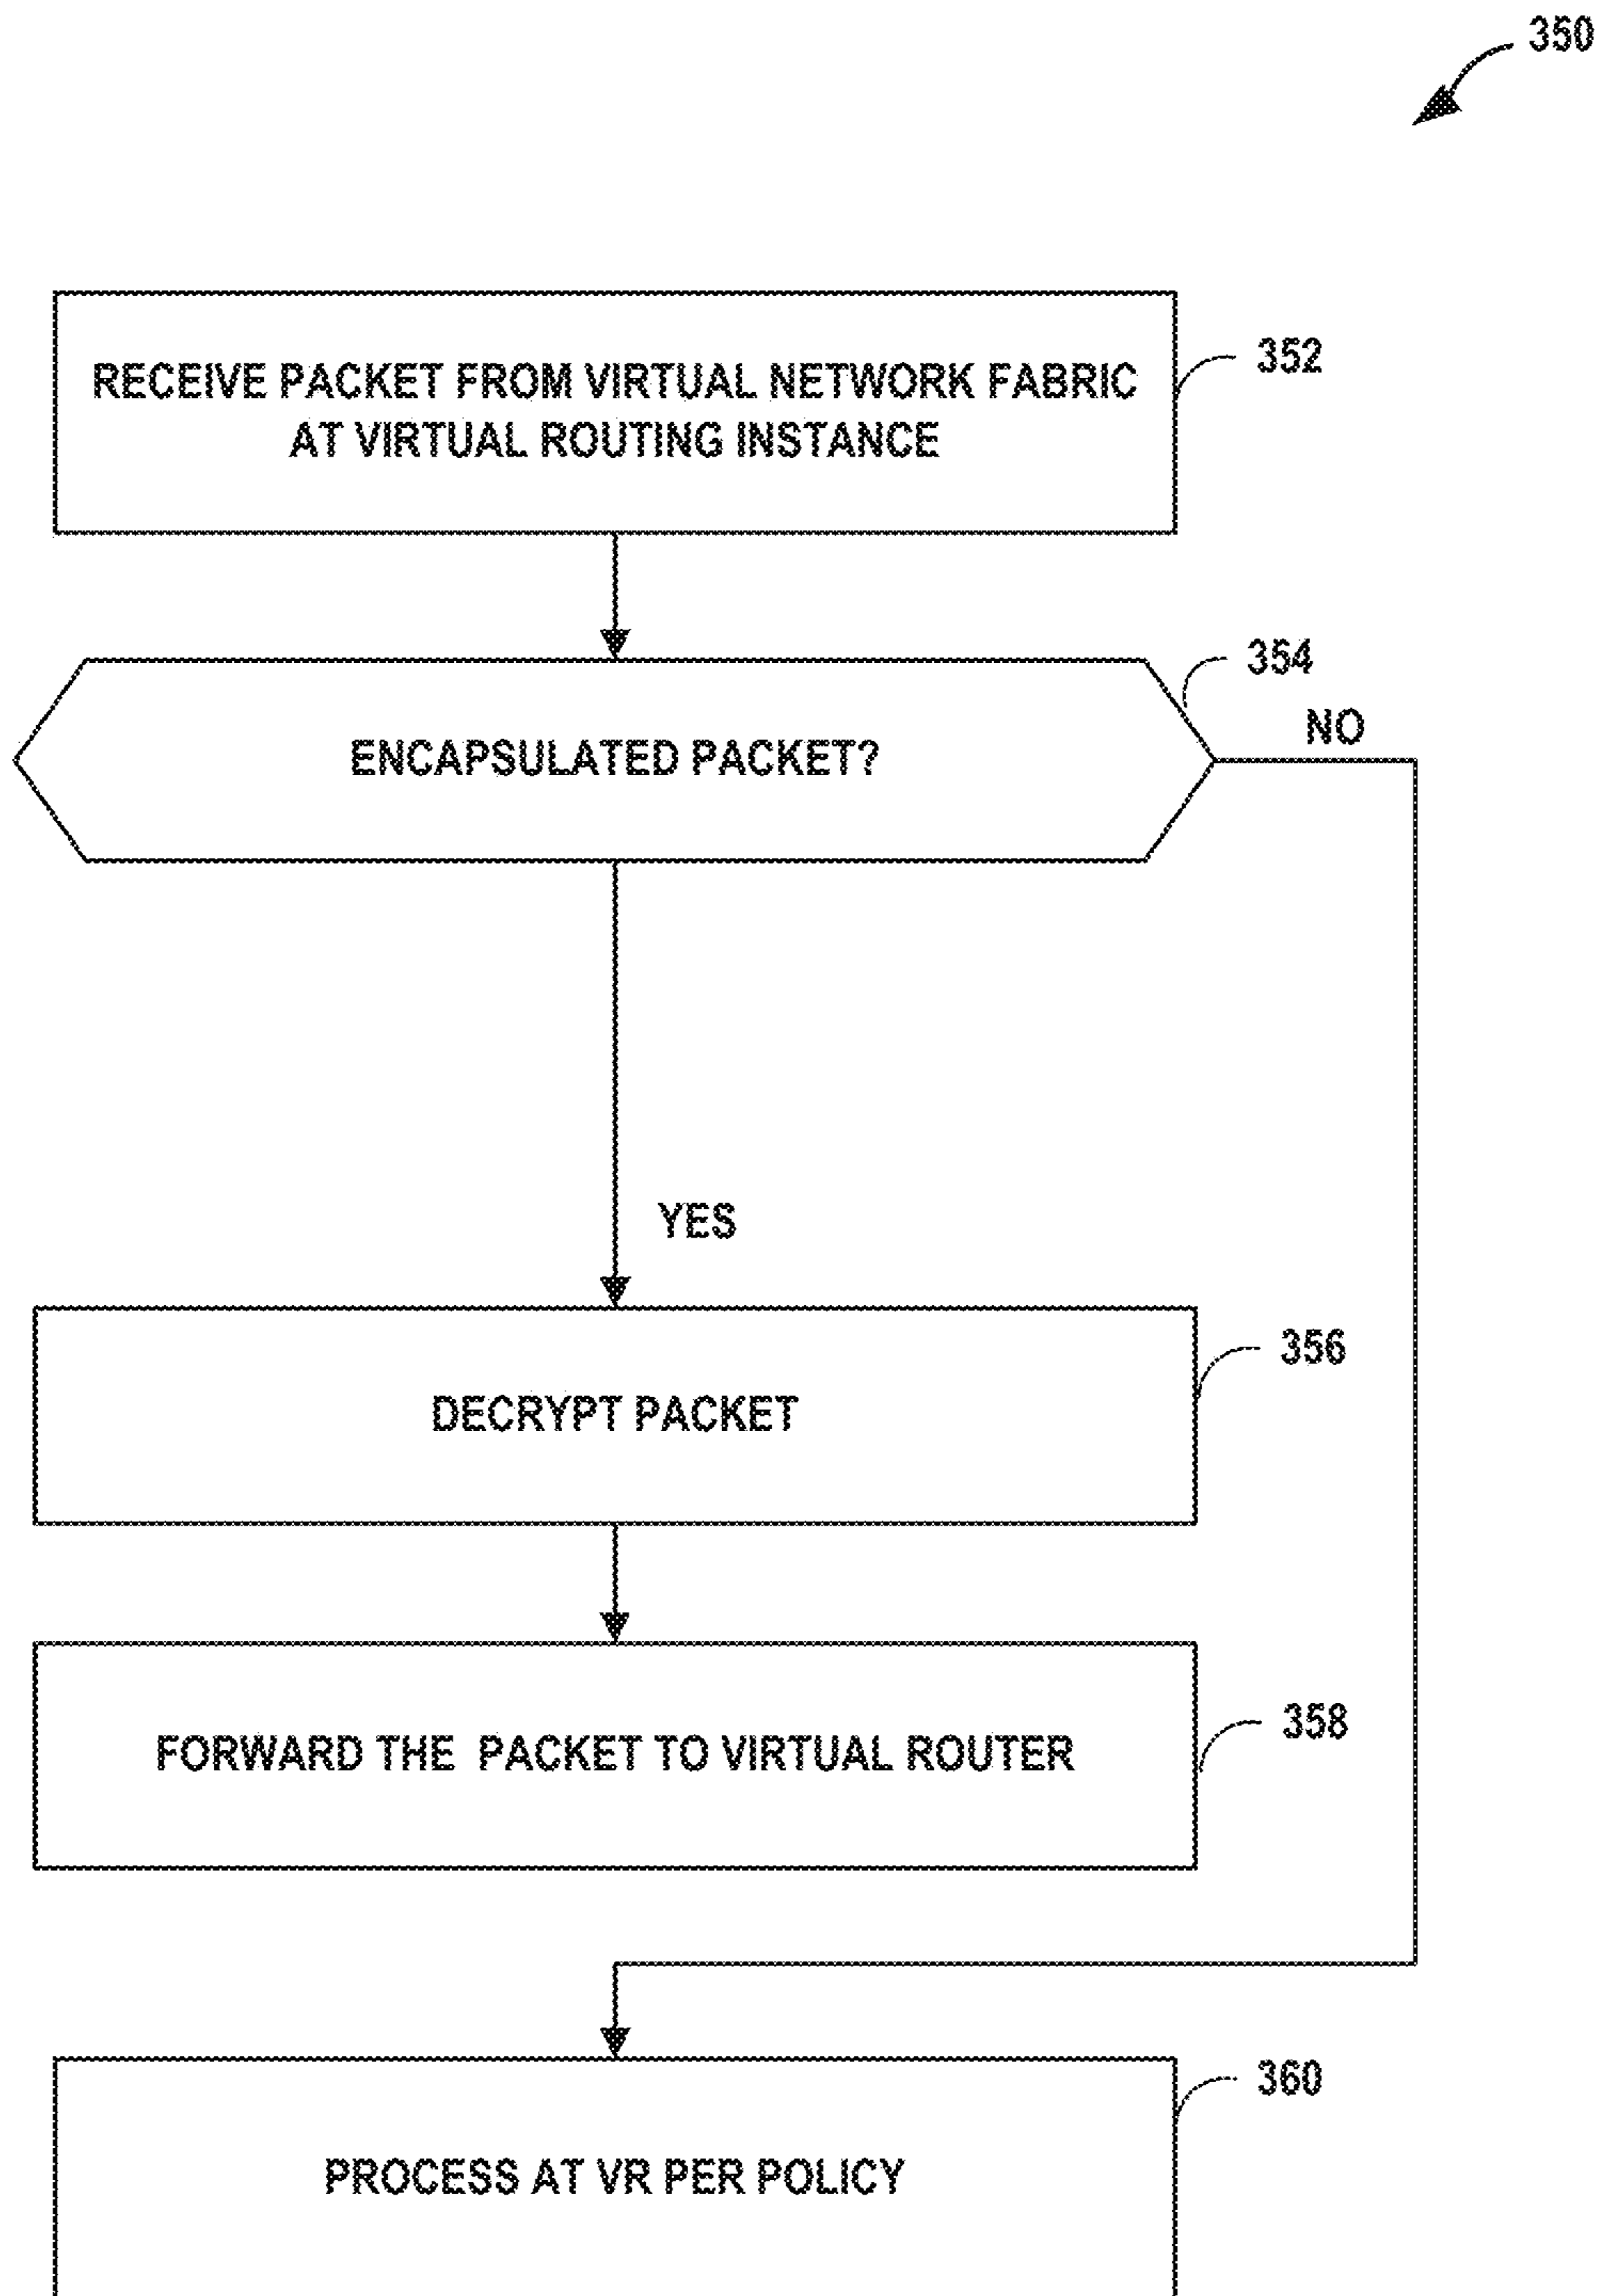 350
RECEIVE PACKET FROM VIRTUAL NETWORK FABRIC
AT VIRTUAL ROUTING INSTANCE
352
354
ENCAPSULATED PACKET?
NO
YES
356
DECRYPT PACKET
358
FORWARD THE PACKET TO VIRTUAL ROUTER
360
PROCESS AT VR PER POLICY